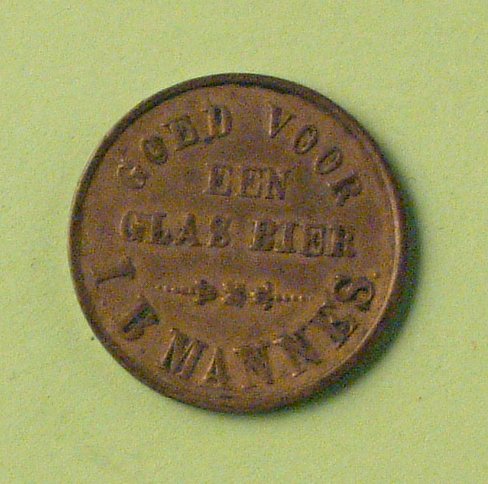 GOED VOOR
EEN
GLAS BIER
I B MANNES